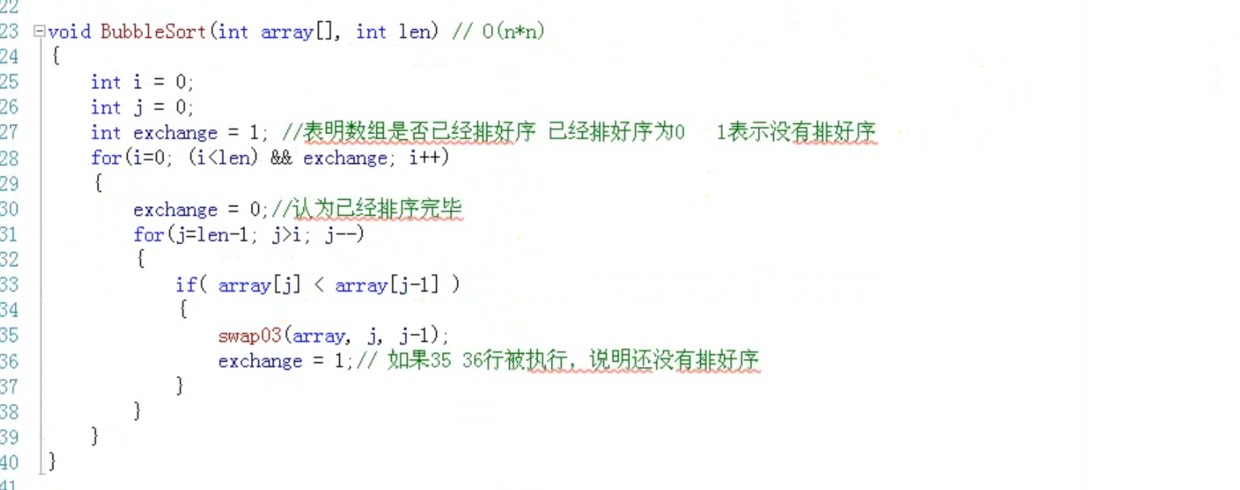 22
23 void BubbleSort(int array[], int len) // O(n*n)
24 {
25     int i = 0;
26     int j = 0;
27     int exchange = 1; //表明数组是否已经排好序 已经排好序为0   1表示没有排好序
28     for(i=0; (i<len) && exchange; i++)
29     {
30         exchange = 0;//认为已经排序完毕
31         for(j=len-1; j>i; j--)
32         {
33             if( array[j] < array[j-1] )
34             {
35                 swap03(array, j, j-1);
36                 exchange = 1;// 如果35 36行被执行，说明还没有排好序
37             }
38         }
39     }
40 }
41